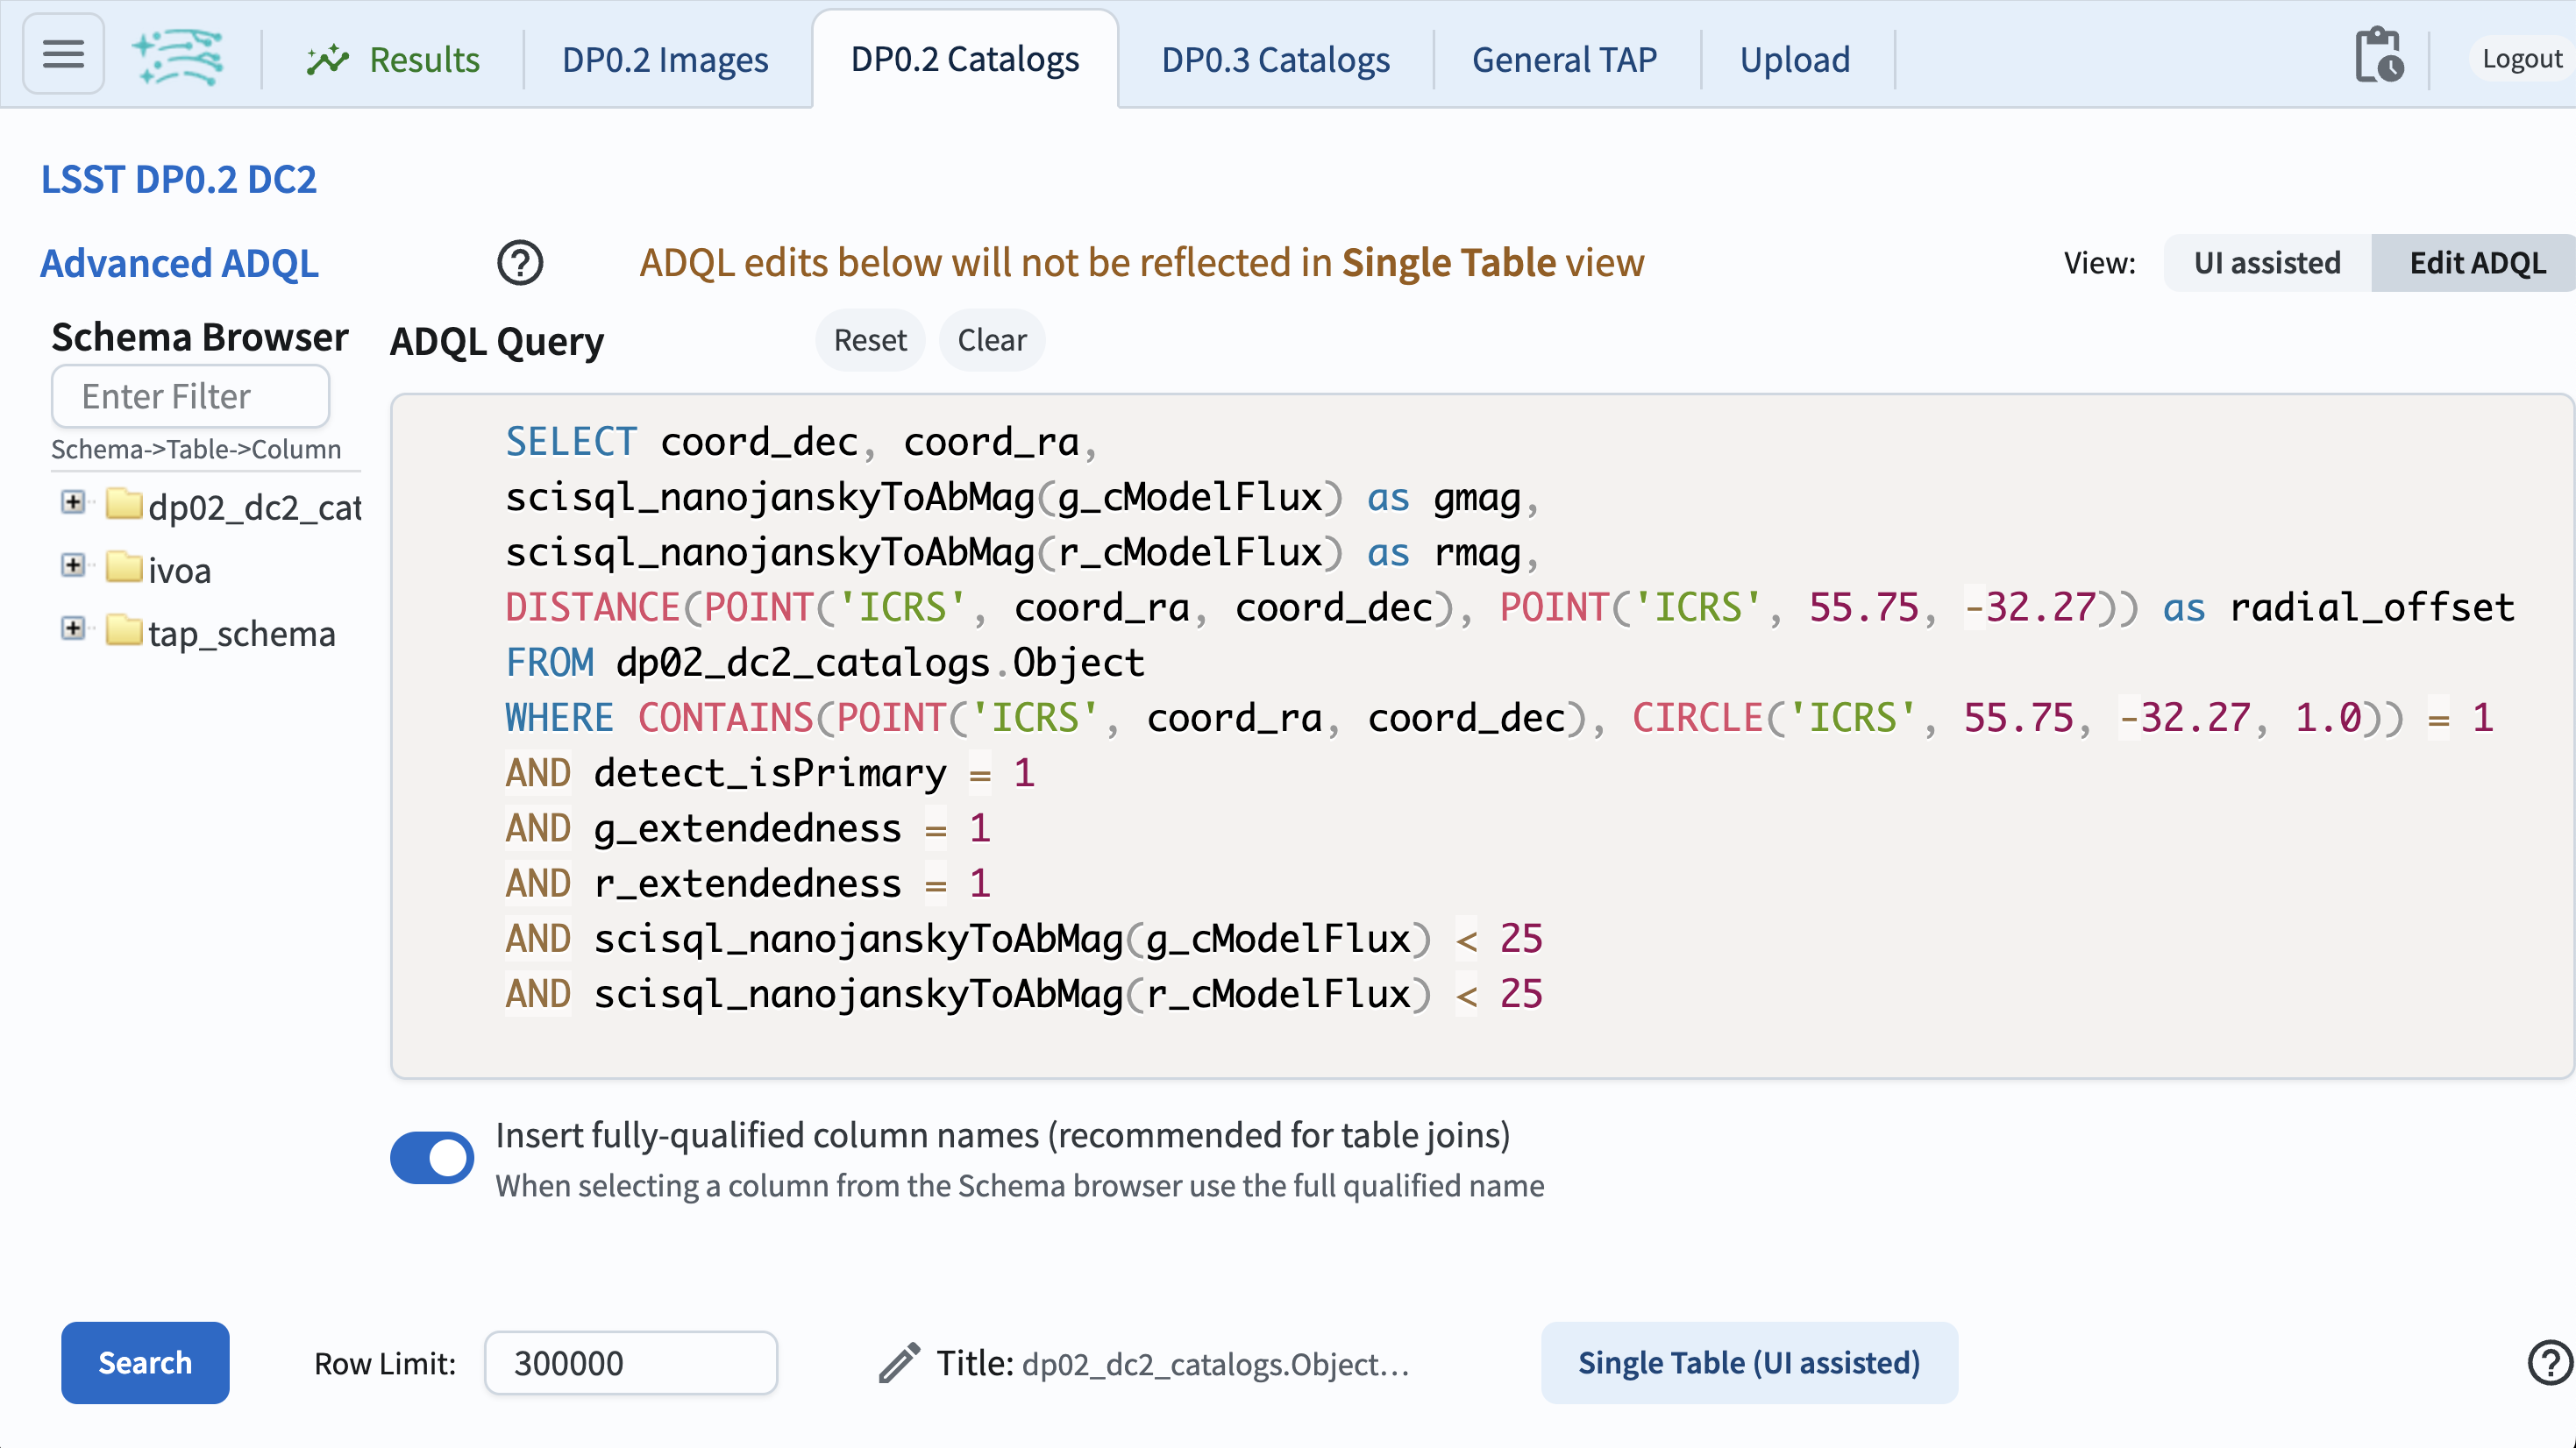 Results
DP0.2 Images
DP0.2 Catalogs
DP0.3 Catalogs
General TAP
Upload
Logout
LSST DP0.2 DC2
Advanced ADQL
ADQL edits below will not be reflected in Single Table view
View:
UI assisted
Edit ADQL
Schema Browser
Enter Filter
Schema->Table->Column
dp02_dc2_cat
ivoa
tap_schema
ADQL Query
Reset
Clear
SELECT coord_dec, coord_ra,
scisql_nanojanskyToAbMag(g_cModelFlux) as gmag,
scisql_nanojanskyToAbMag(r_cModelFlux) as rmag,
DISTANCE(POINT('ICRS', coord_ra, coord_dec), POINT('ICRS', 55.75, -32.27)) as radial_offset
FROM dp02_dc2_catalogs.Object
WHERE CONTAINS(POINT('ICRS', coord_ra, coord_dec), CIRCLE('ICRS', 55.75, -32.27, 1.0)) = 1
AND detect_isPrimary = 1
AND g_extendedness = 1
AND r_extendedness = 1
AND scisql_nanojanskyToAbMag(g_cModelFlux) < 25
AND scisql_nanojanskyToAbMag(r_cModelFlux) < 25
Insert fully-qualified column names (recommended for table joins)
When selecting a column from the Schema browser use the full qualified name
Search
Row Limit:
300000
Title: dp02_dc2_catalogs.Object...
Single Table (UI assisted)